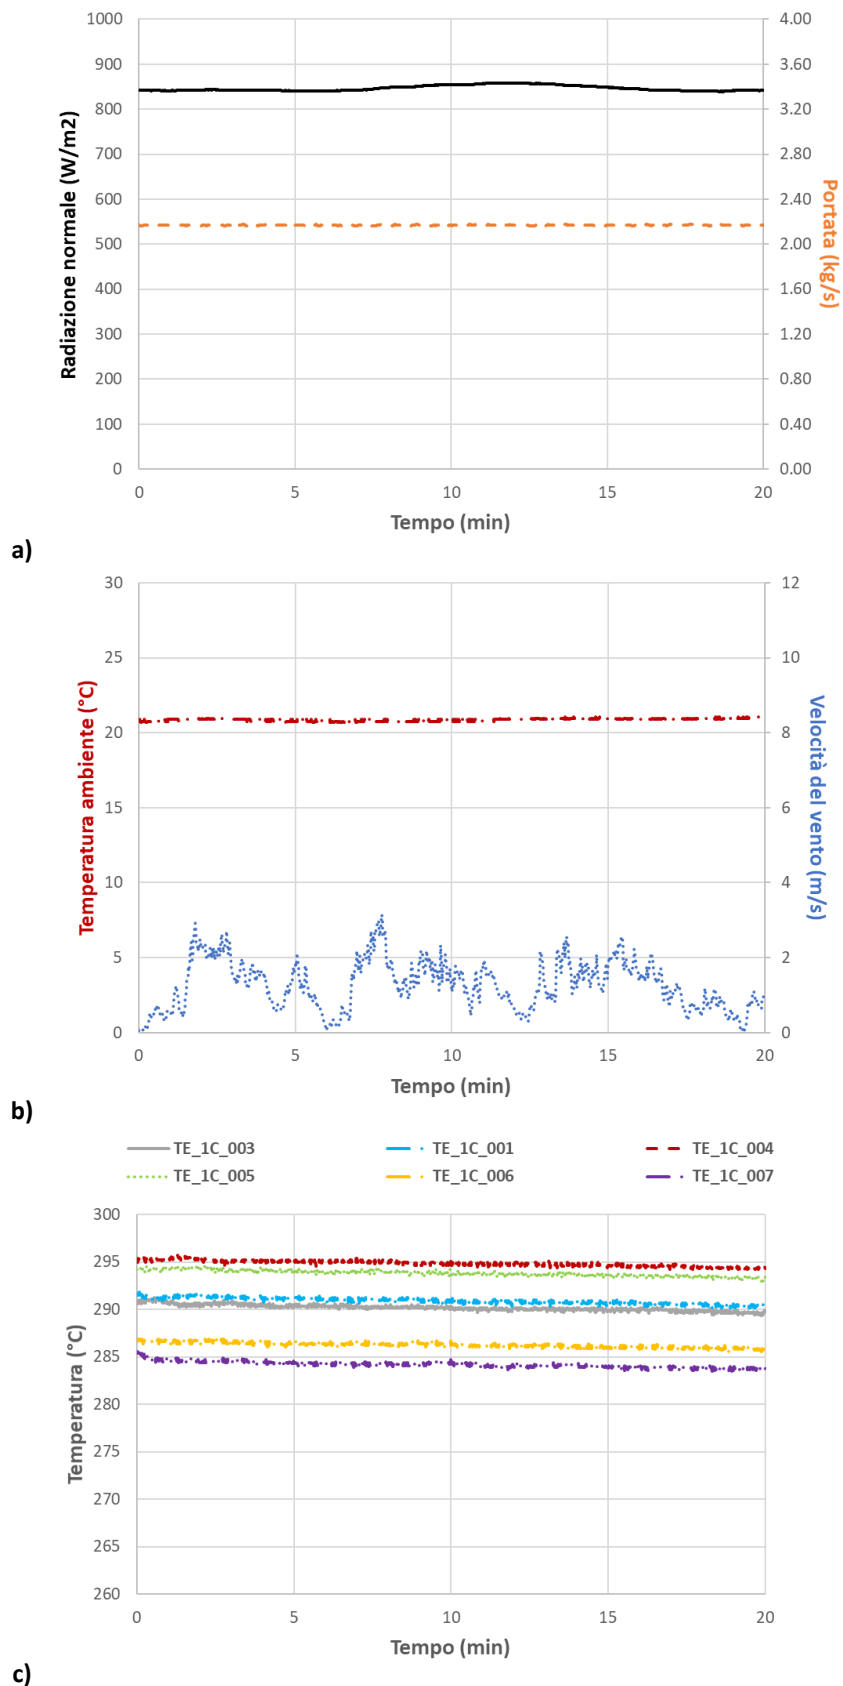 1000
900
800
700
600
500
400
300
200
100
0
Radiazione normale (W/m2)
4.00
3.60
3.20
2.80
2.40
2.00
1.60
1.20
0.80
0.40
0.00
Portata (kg/s)
0 5 10 15 20
Tempo (min)
a)
30
25
20
15
10
5
0
Temperatura ambiente (°C)
12
10
8
6
4
2
0
Velocità del vento (m/s)
0 5 10 15 20
Tempo (min)
b)
TE_1C_003 TE_1C_001 TE_1C_004
TE_1C_005 TE_1C_006 TE_1C_007
300
295
290
285
280
275
270
265
260
Temperatura (°C)
0 5 10 15 20
Tempo (min)
c)